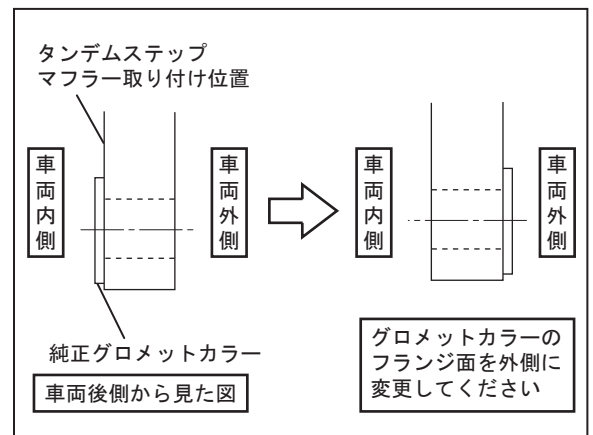 タンデムステップ
マフラー取り付け位置
車両内側
車両外側
車両内側
車両外側
純正グロメットカラー
車両後側から見た図
グロメットカラーの
フランジ面を外側に
変更してください